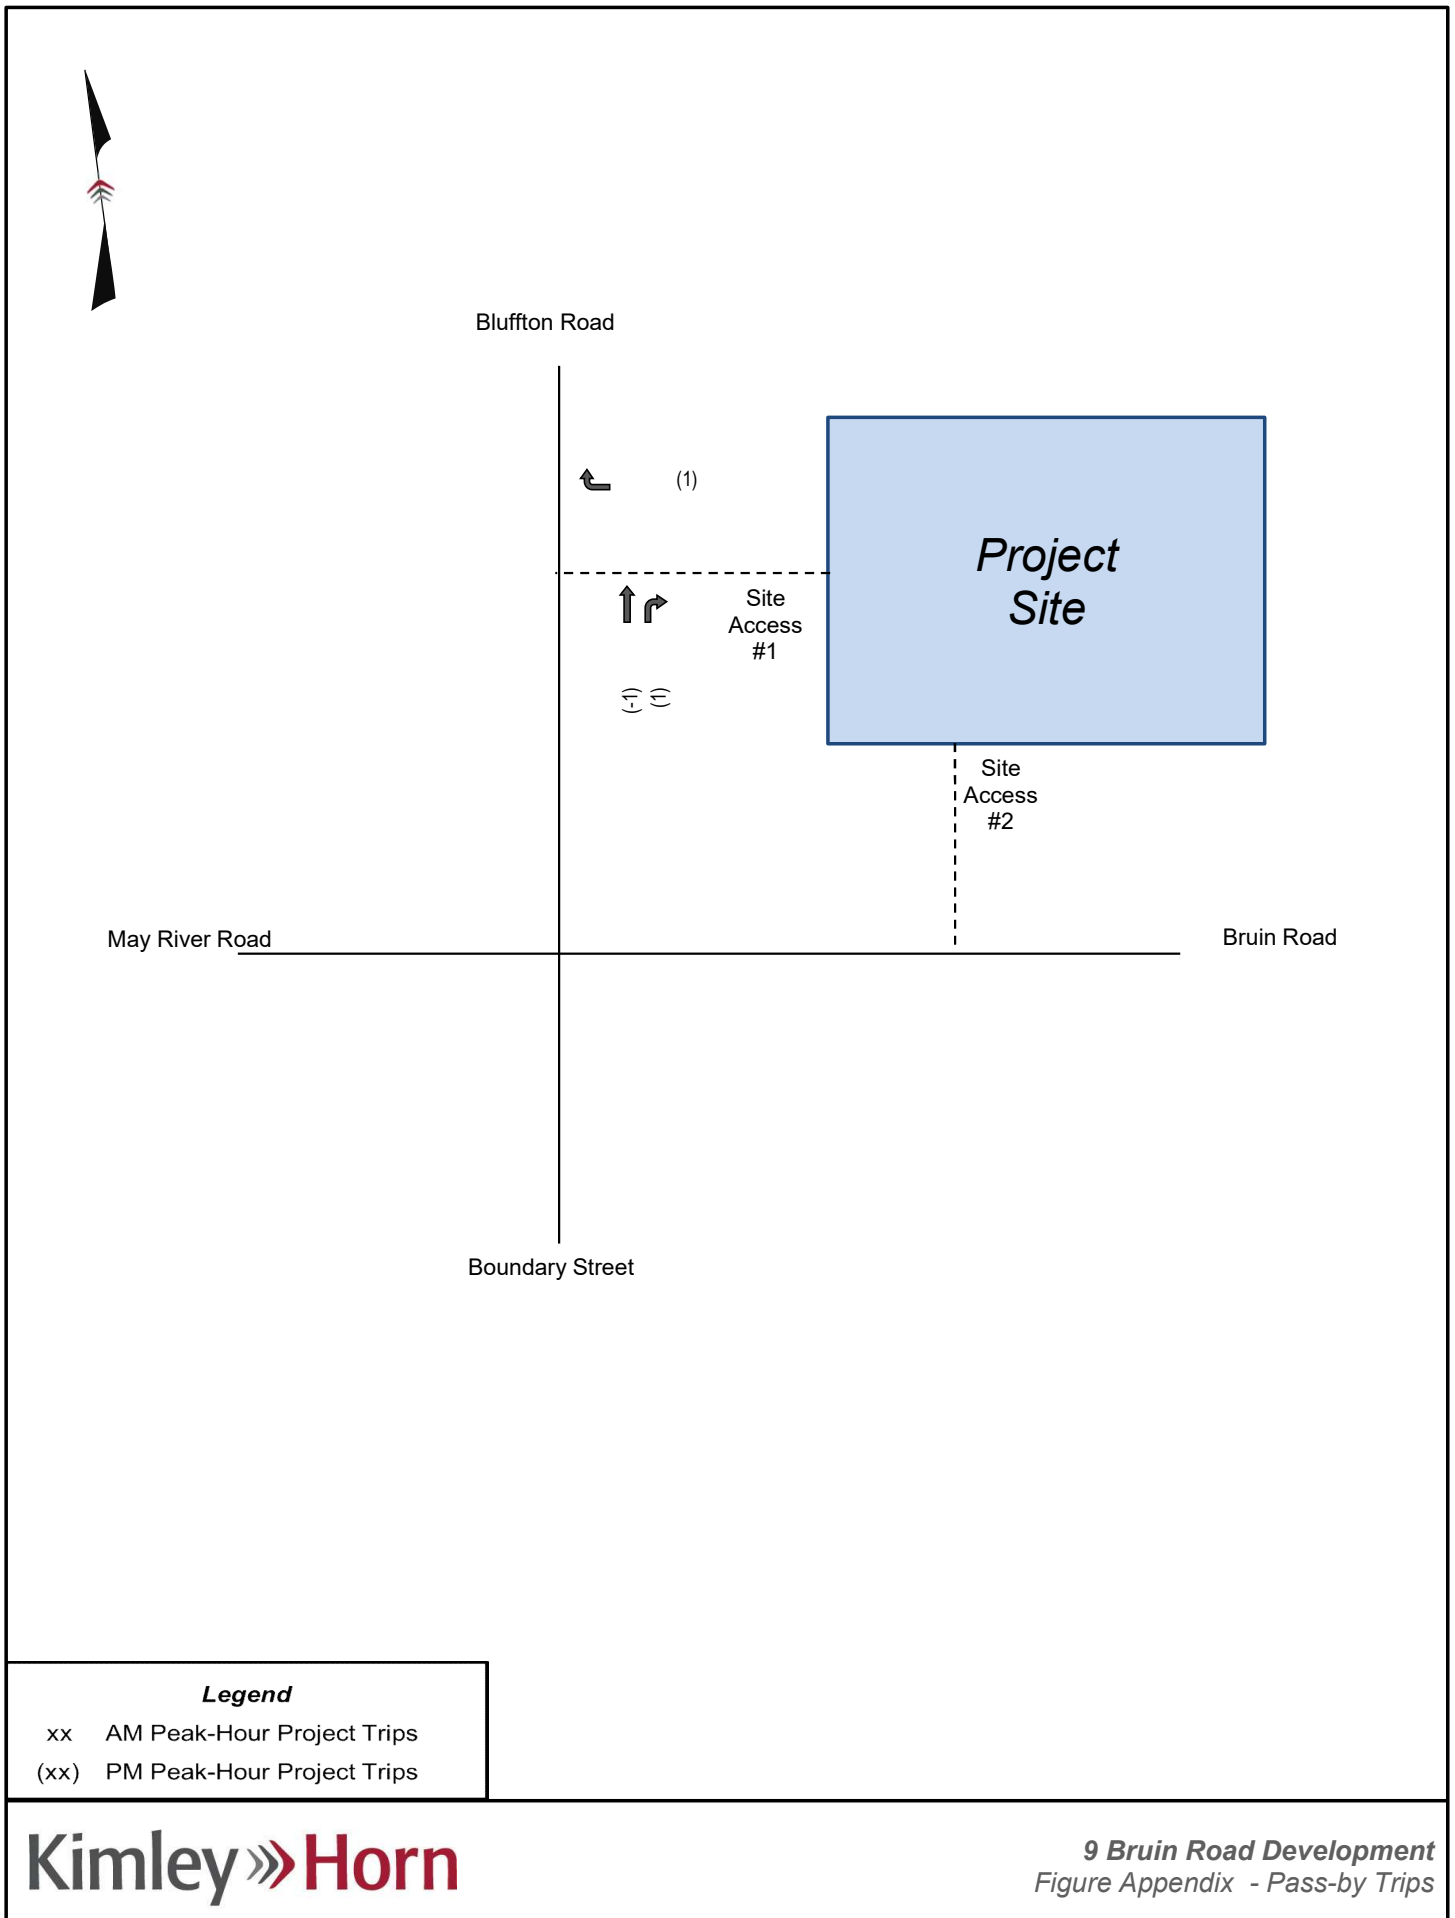 Bluffton Road
(1)
Project
Site
Site
Access
#1
(-1) (1)
Site
Access
#2
May River Road
Bruin Road
Boundary Street
Legend
xx AM Peak-Hour Project Trips
(xx) PM Peak-Hour Project Trips
Kimley»Horn
9 Bruin Road Development
Figure Appendix - Pass-by Trips